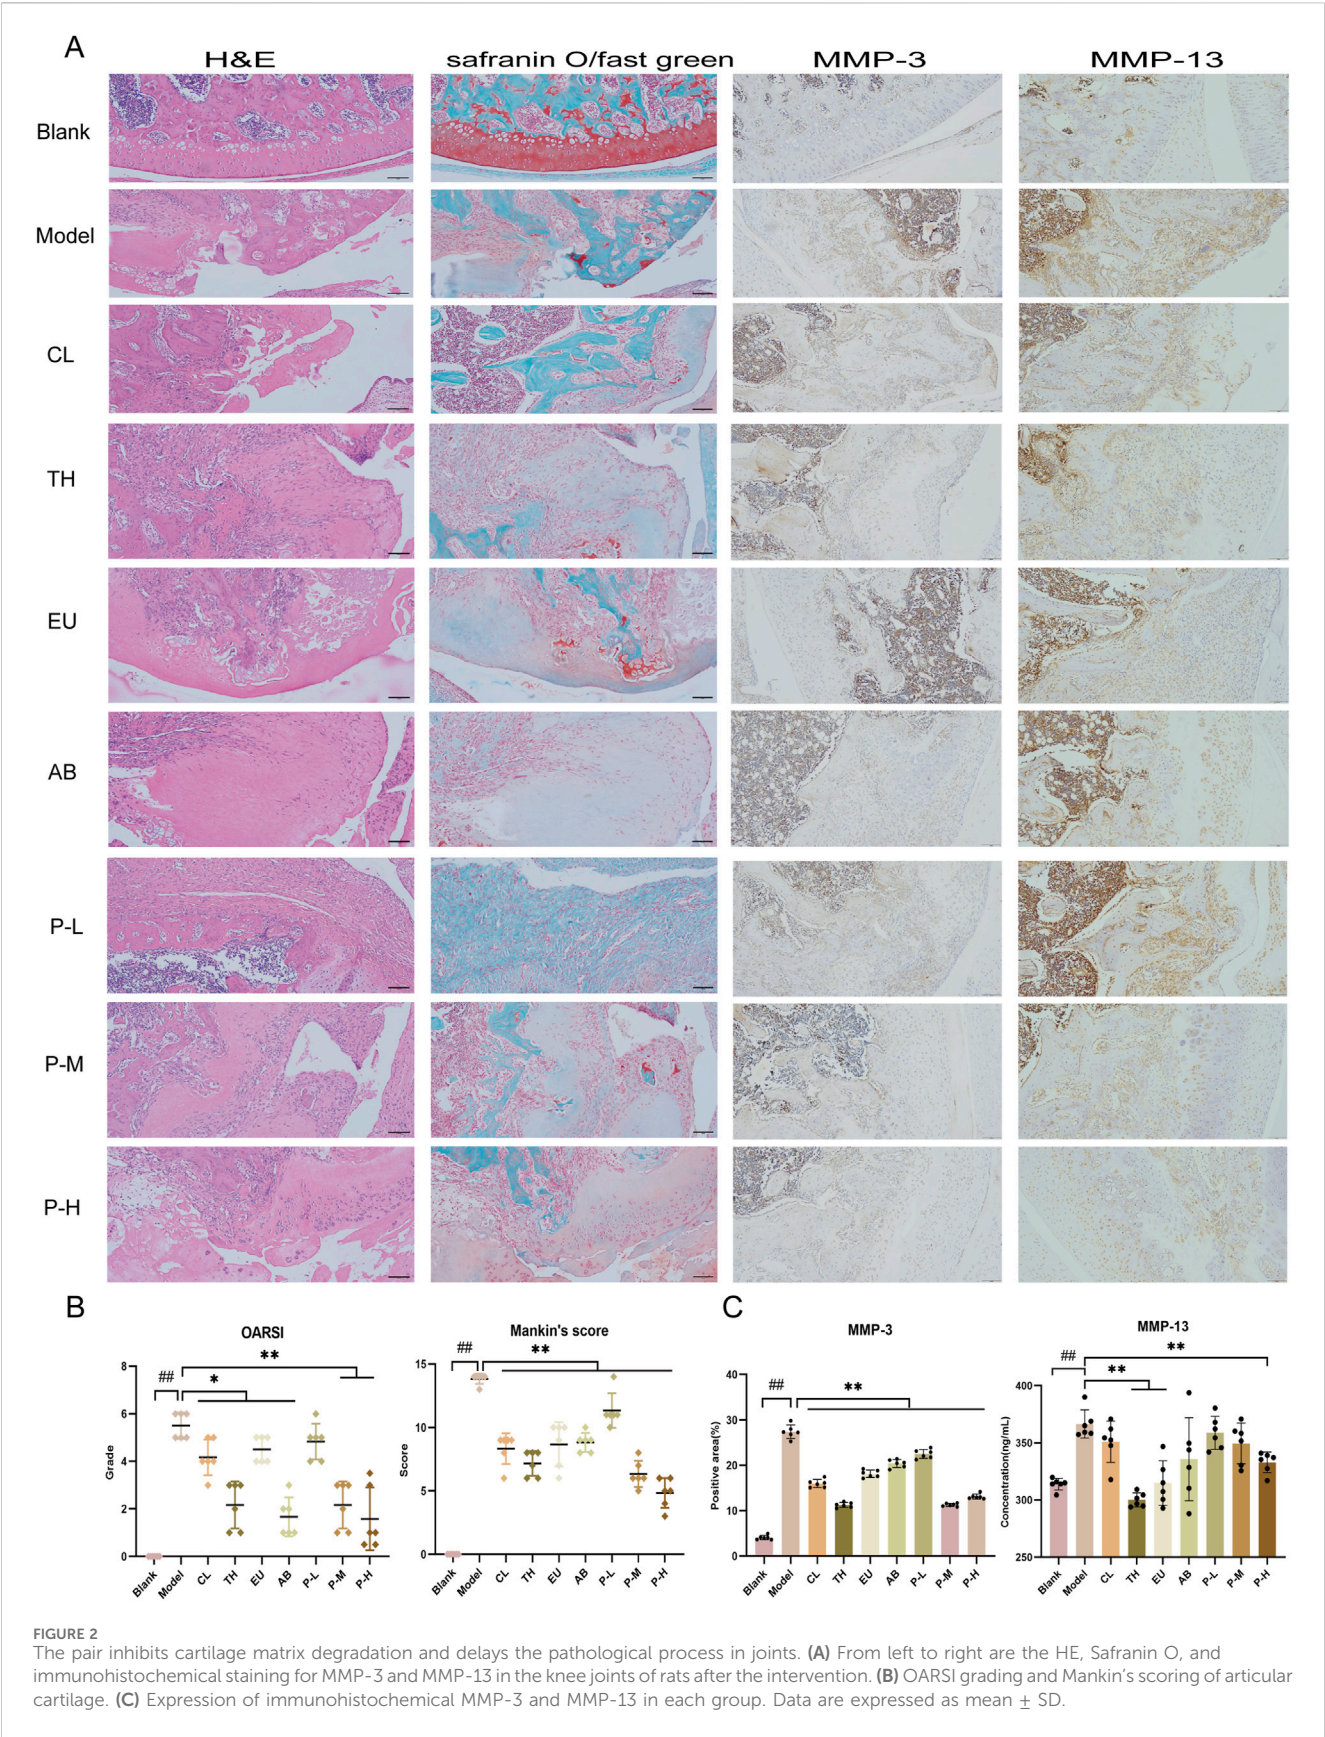 A
H&E
safranin O/fast green
MMP-3
MMP-13
Blank
Model
CL
TH
EU
AB
P-L
P-M
P-H
B
OARSI
Grade
8
6
4
2
0
##
*
**
Blank
Model
CL
TH
EU
AB
P-L
P-M
P-H
Mankin's score
Score
15
10
5
0
##
**
Blank
Model
CL
TH
EU
AB
P-L
P-M
P-H
C
MMP-3
Positive area(%)
40
30
20
10
0
##
**
Blank
Model
CL
TH
EU
AB
P-L
P-M
P-H
MMP-13
Concentration(ng/mL)
400
350
300
250
##
**
**
Blank
Model
CL
TH
EU
AB
P-L
P-M
P-H
FIGURE 2
The pair inhibits cartilage matrix degradation and delays the pathological process in joints. (A) From left to right are the HE, Safranin O, and
immunohistochemical staining for MMP-3 and MMP-13 in the knee joints of rats after the intervention. (B) OARSI grading and Mankin's scoring of articular
cartilage. (C) Expression of immunohistochemical MMP-3 and MMP-13 in each group. Data are expressed as mean ± SD.